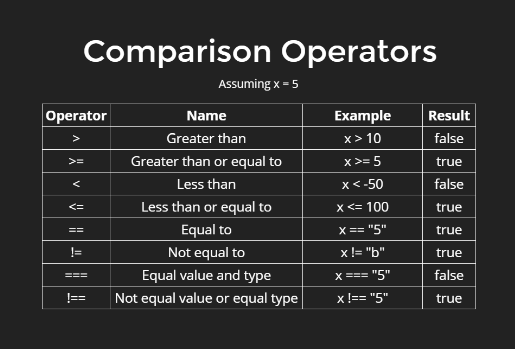 Comparison Operators
Assuming x = 5
Operator Name Example Result
> Greater than x > 10 false
>= Greater than or equal to x >= 5 true
< Less than x < -50 false
<= Less than or equal to x <= 100 true
== Equal to x == "5" true
!= Not equal to x != "b" true
=== Equal value and type x === "5" false
!== Not equal value or equal type x !== "5" true